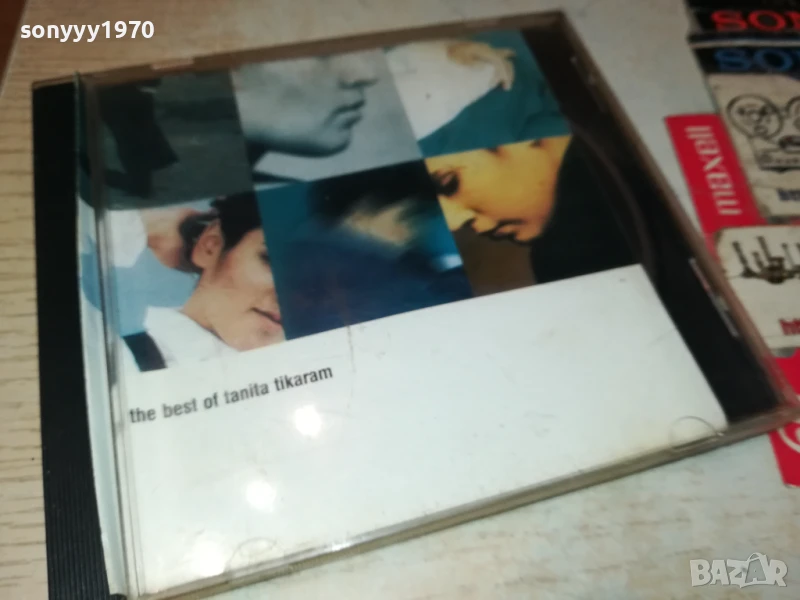 sonyyy1970
SON
SO
maxell
the best of tanita tikaram
BAZAR